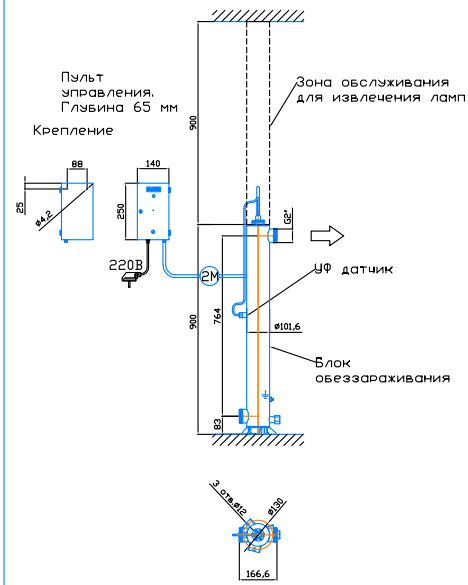 Пульт
управления.
Глубина 65 мм
Крепление
Зона обслуживания
для извлечения ламп
900
88
140
25
ø4,2
250
G2"
220В
2М
УФ датчик
764
900
ø101,6
Блок
обеззараживания
83
3 отв.ø12
ø130
166,6